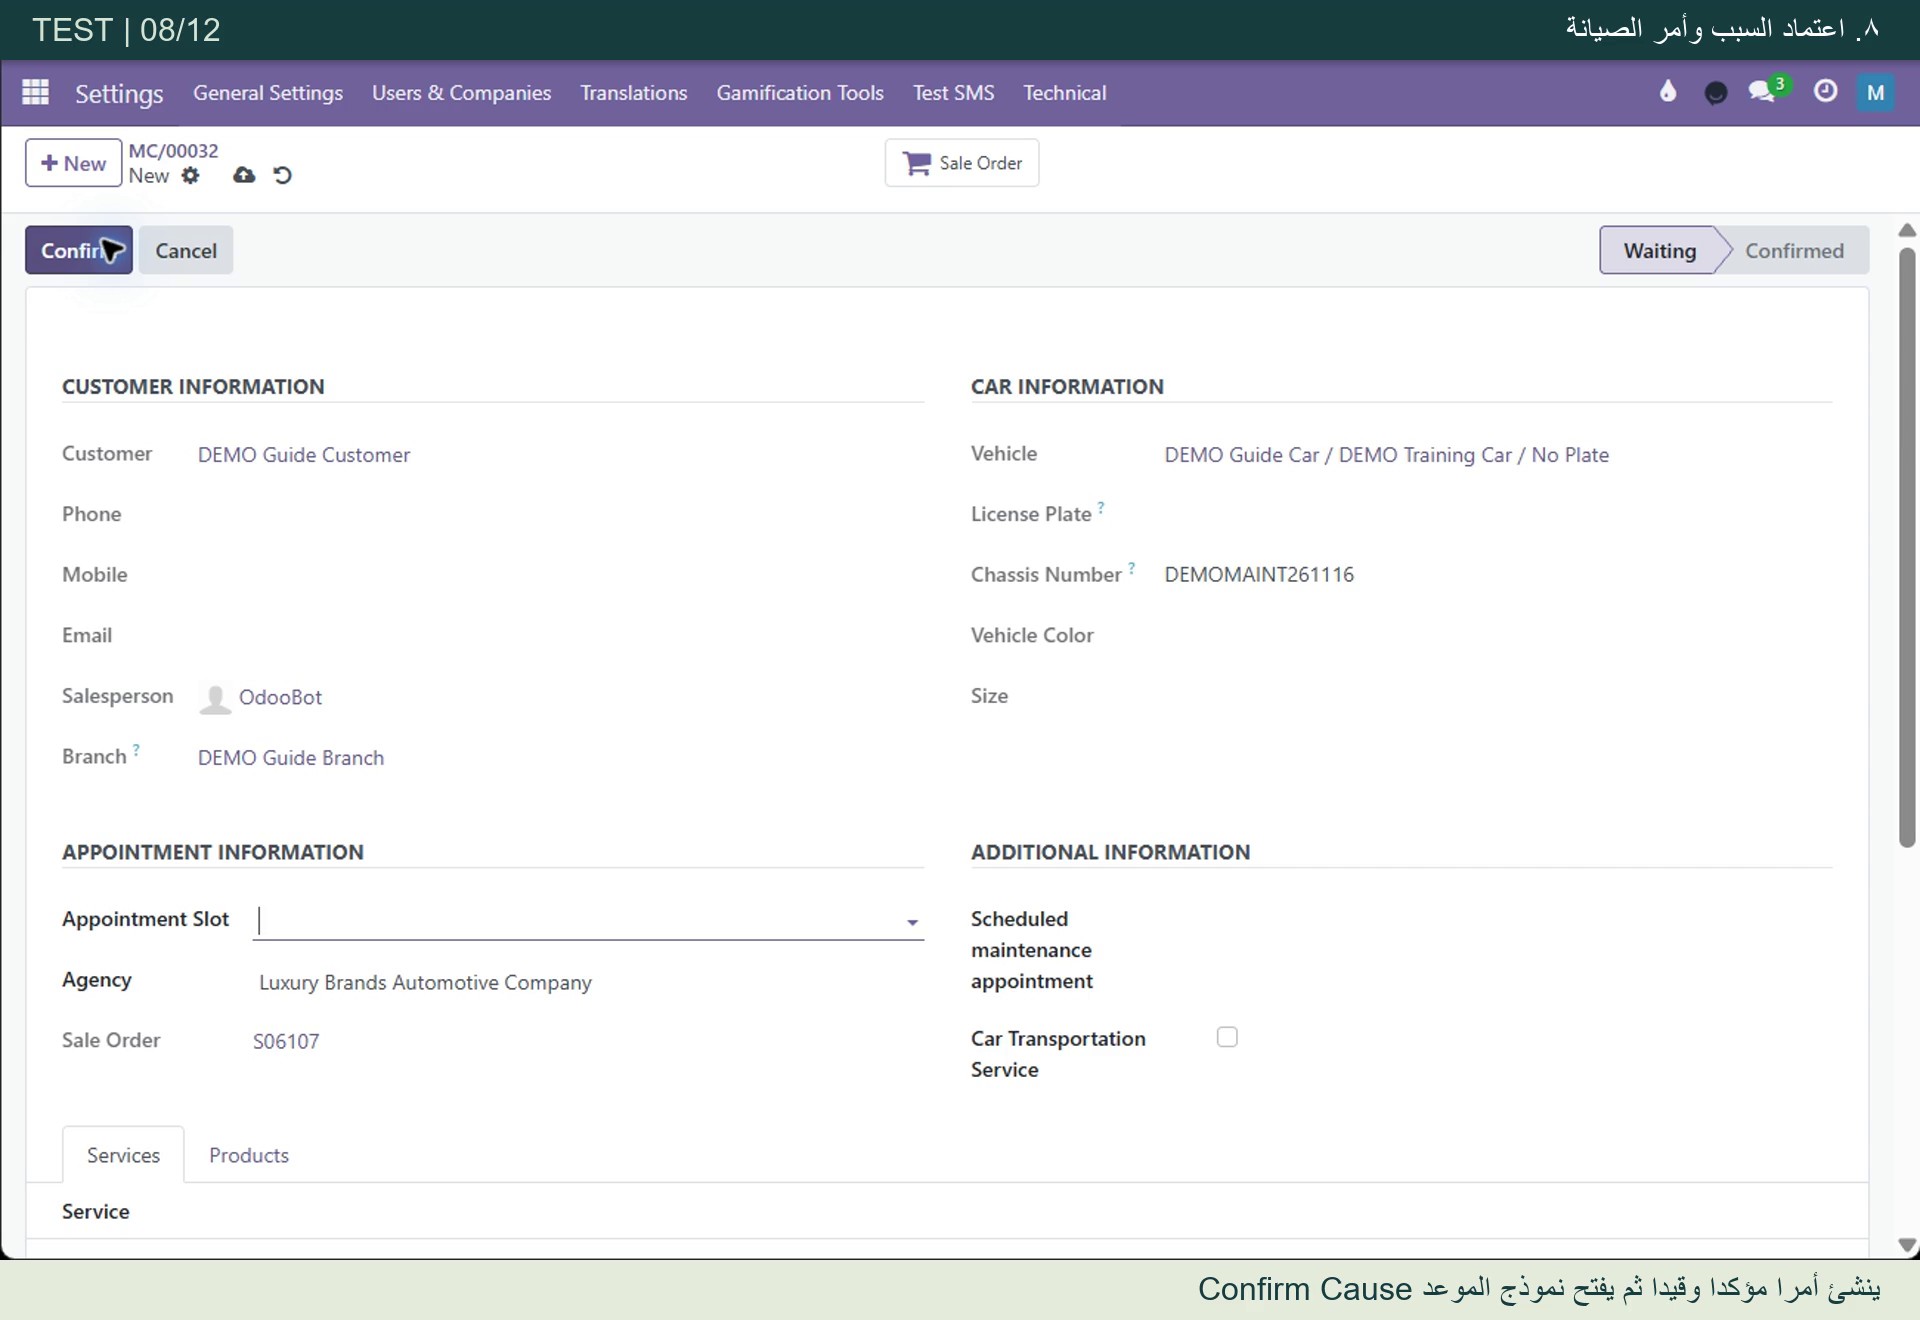 TEST | 08/12
٨. اعتماد السبب وأمر الصيانة
Settings General Settings Users & Companies Translations Gamification Tools Test SMS Technical 3 M
New
MC/00032
New
Sale Order
Cancel
Waiting Confirmed
CUSTOMER INFORMATION
Customer DEMO Guide Customer
Phone
Mobile
Email
Salesperson OdooBot
Branch ? DEMO Guide Branch
CAR INFORMATION
Vehicle DEMO Guide Car / DEMO Training Car / No Plate
License Plate ?
Chassis Number ? DEMOMAINT261116
Vehicle Color
Size
APPOINTMENT INFORMATION
Appointment Slot
Agency Luxury Brands Automotive Company
Sale Order S06107
ADDITIONAL INFORMATION
Scheduled
maintenance
appointment
Car Transportation
Service
Services Products
Service
ينشئ أمرا مؤكدا وقيدا ثم يفتح نموذج الموعد Confirm Cause